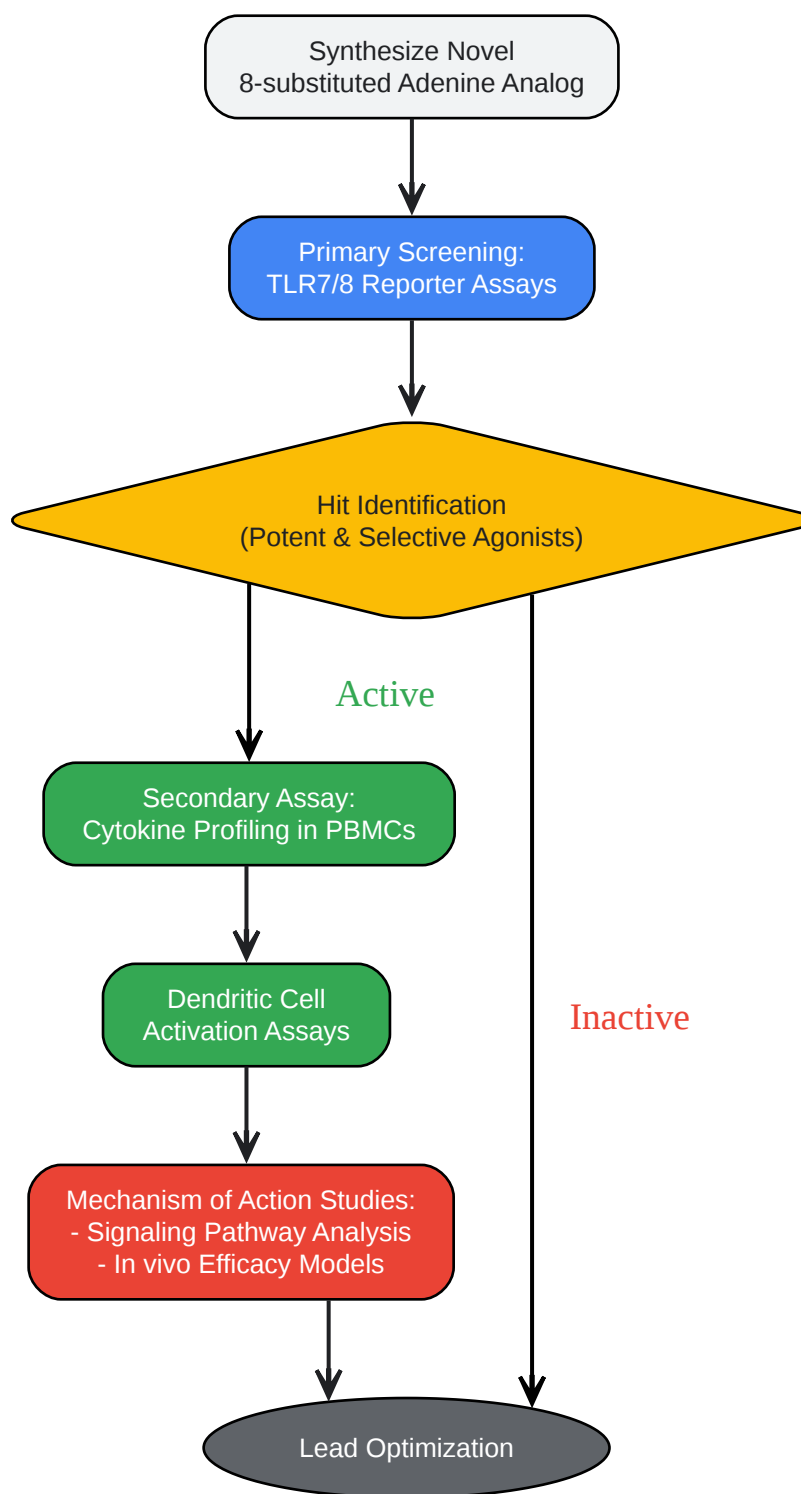 Synthesize Novel
8-substituted Adenine Analog
Primary Screening:
TLR7/8 Reporter Assays
Hit Identification
(Potent & Selective Agonists)
Active
Secondary Assay:
Cytokine Profiling in PBMCs
Dendritic Cell
Activation Assays
Inactive
Mechanism of Action Studies:
- Signaling Pathway Analysis
- In vivo Efficacy Models
Lead Optimization